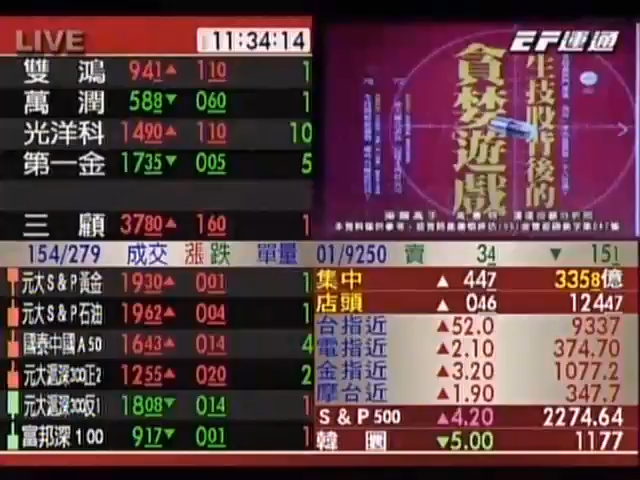 LIVE 11:34:14
雙鴻 941▲ 110 1
萬潤 588▼ 060 1
光洋科 1490▲ 110 10
第一金 1735▼ 005 5
三顧 3780▲ 160 1
154/279 成交 漲跌 單量
元大S&P黃金 1930▲ 001 1
元大S&P石油 1962▲ 004 1
國泰中國A50 1643▲ 014 4
元大滬深300正2 1255▲ 020 2
元大滬深300反1 1808▼ 014 1
富邦深100 917▼ 001 1
EF運通
生技股背後的
貪婪遊戲
01/9250 賣 34 ▼ 151
集中 ▲ 447 3358億
店頭 ▲ 046 12447
台指近 ▲52.0 9337
電指近 ▲2.10 374.70
金指近 ▲3.20 1077.2
摩台近 ▲1.90 347.7
S&P500 ▲4.20 2274.64
韓圜 ▼5.00 1177